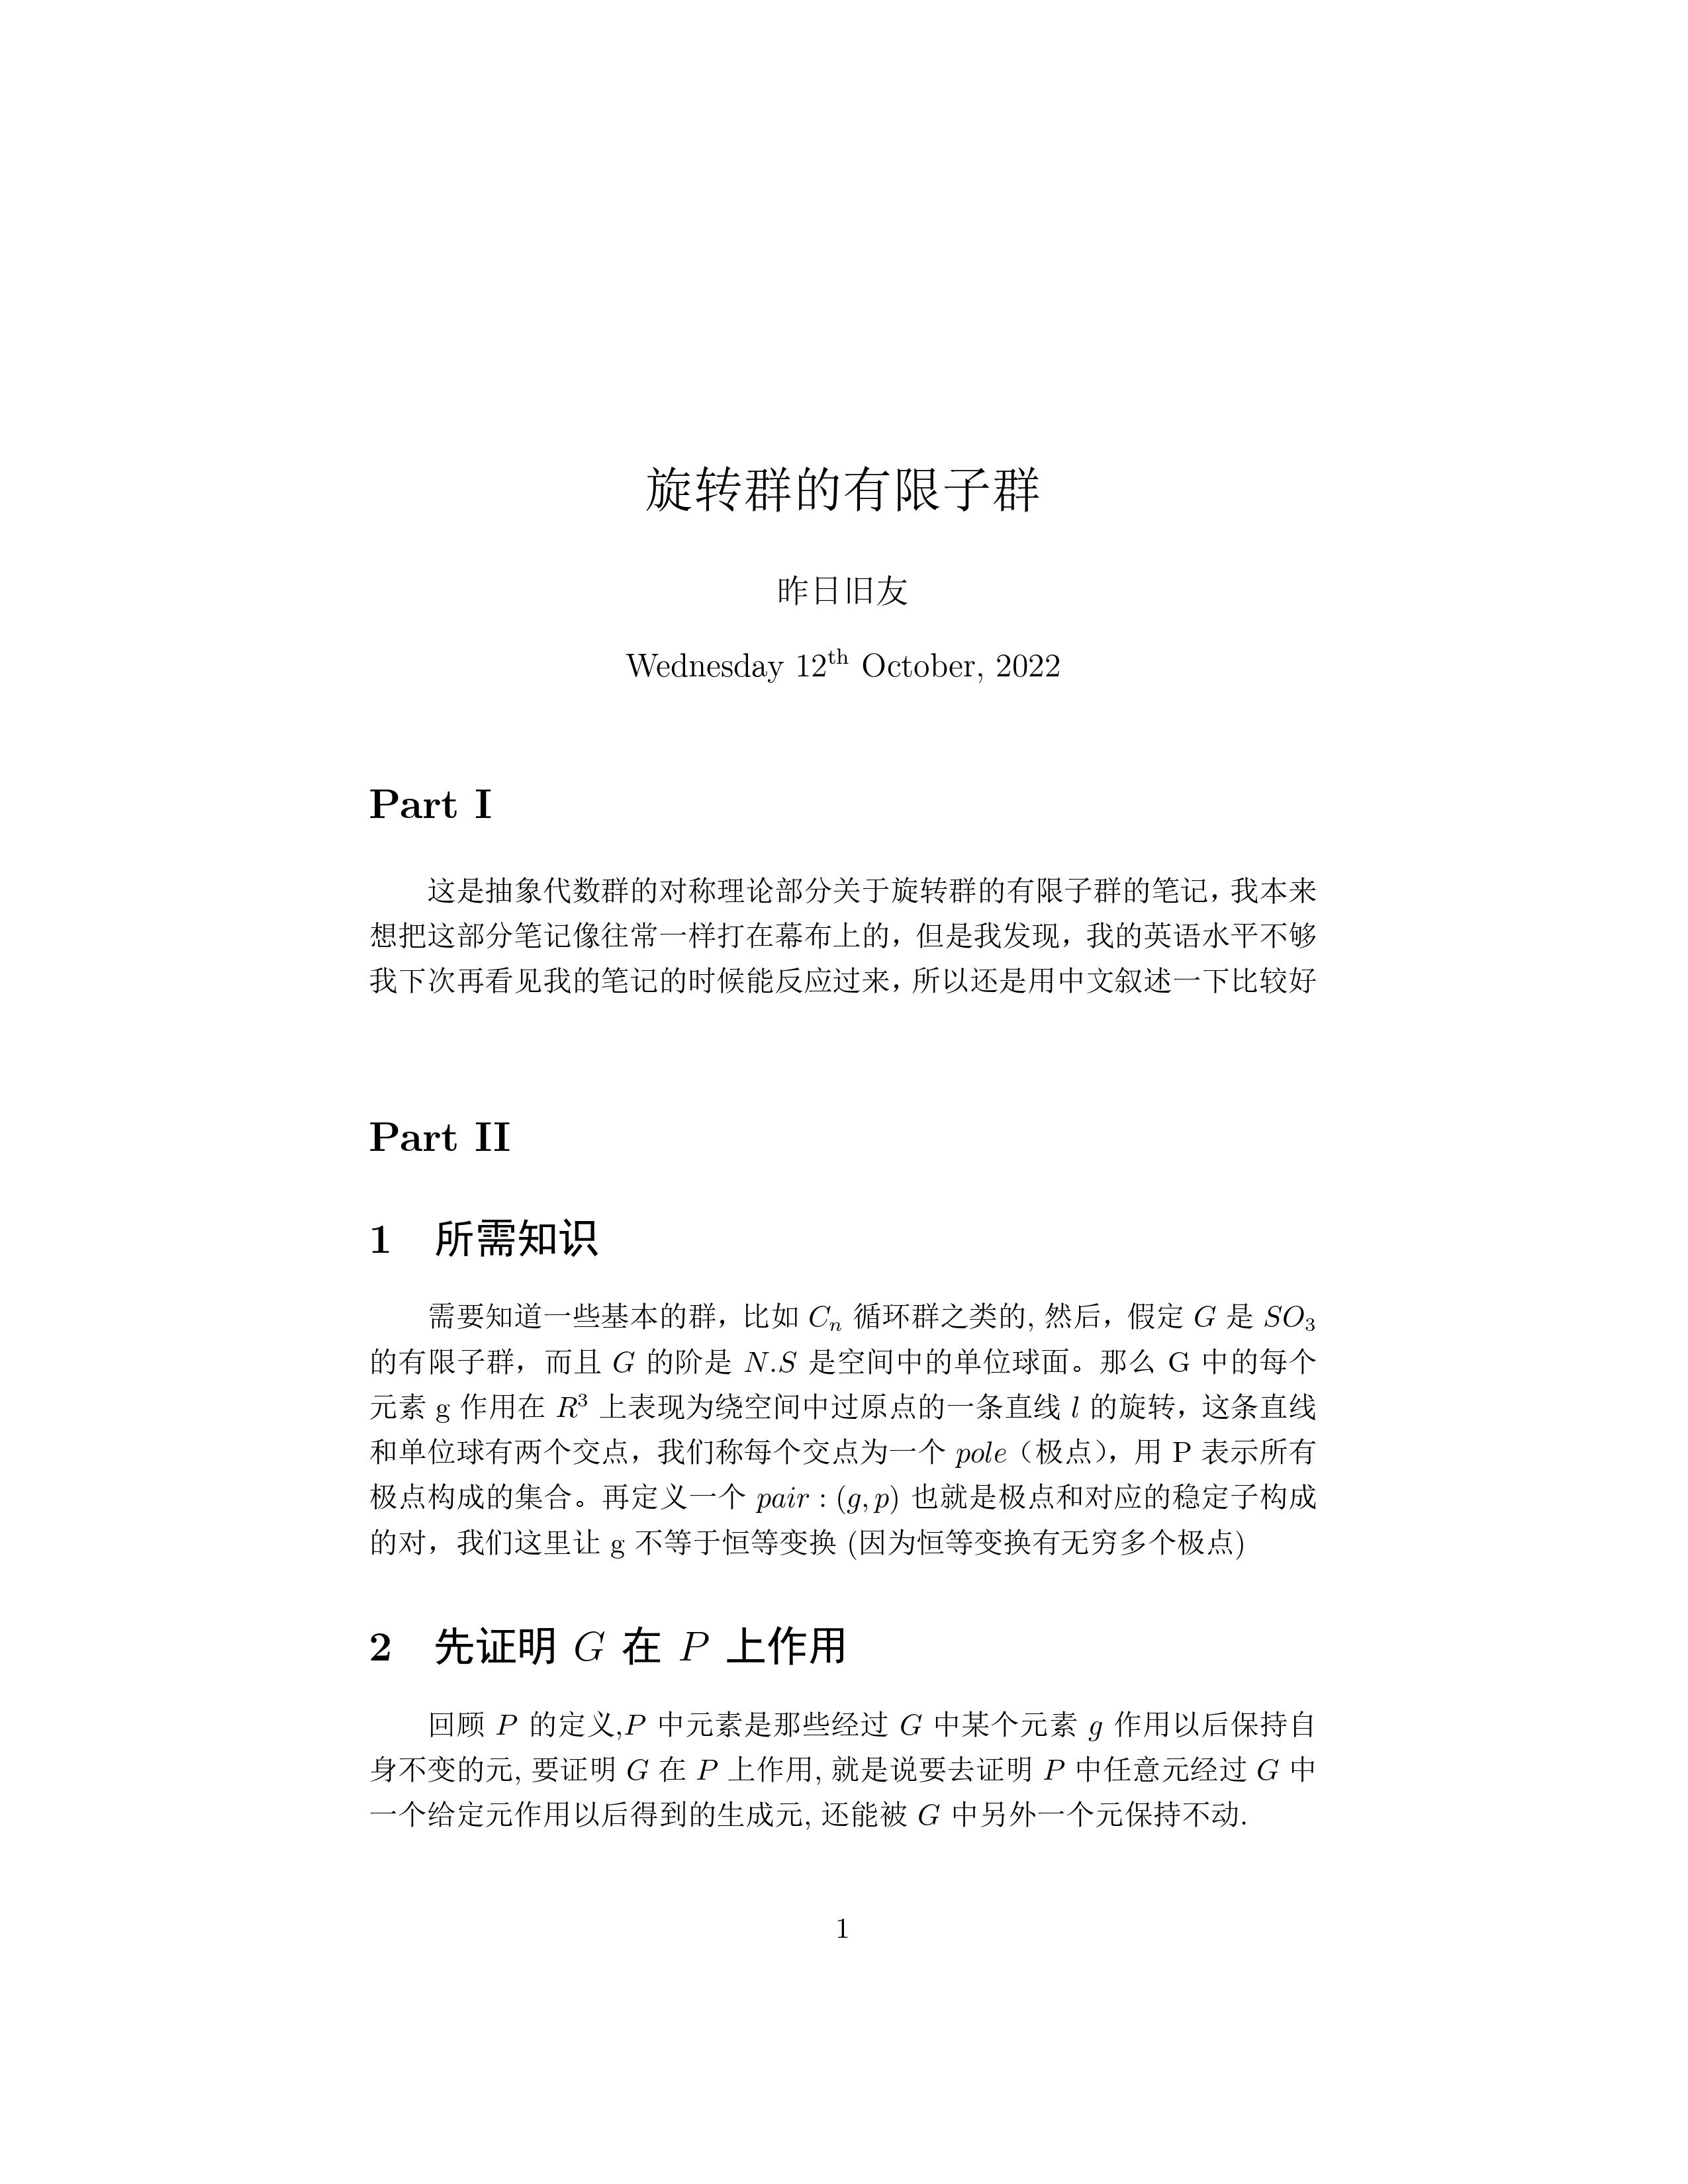 旋转群的有限子群
昨日旧友
Wednesday 12th October, 2022
Part I
这是抽象代数群的对称理论部分关于旋转群的有限子群的笔记，我本来
想把这部分笔记像往常一样打在幕布上的，但是我发现，我的英语水平不够
我下次再看见我的笔记的时候能反应过来，所以还是用中文叙述一下比较好
Part II
1 所需知识
需要知道一些基本的群，比如 Cn 循环群之类的, 然后，假定 G 是 SO3
的有限子群，而且 G 的阶是 N.S 是空间中的单位球面。那么 G 中的每个
元素 g 作用在 R3 上表现为绕空间中过原点的一条直线 l 的旋转，这条直线
和单位球有两个交点，我们称每个交点为一个 pole（极点），用 P 表示所有
极点构成的集合。再定义一个 pair : (g, p) 也就是极点和对应的稳定子构成
的对，我们这里让 g 不等于恒等变换 (因为恒等变换有无穷多个极点)
2 先证明 G 在 P 上作用
回顾 P 的定义,P 中元素是那些经过 G 中某个元素 g 作用以后保持自
身不变的元, 要证明 G 在 P 上作用, 就是说要去证明 P 中任意元经过 G 中
一个给定元作用以后得到的生成元, 还能被 G 中另外一个元保持不动.
1